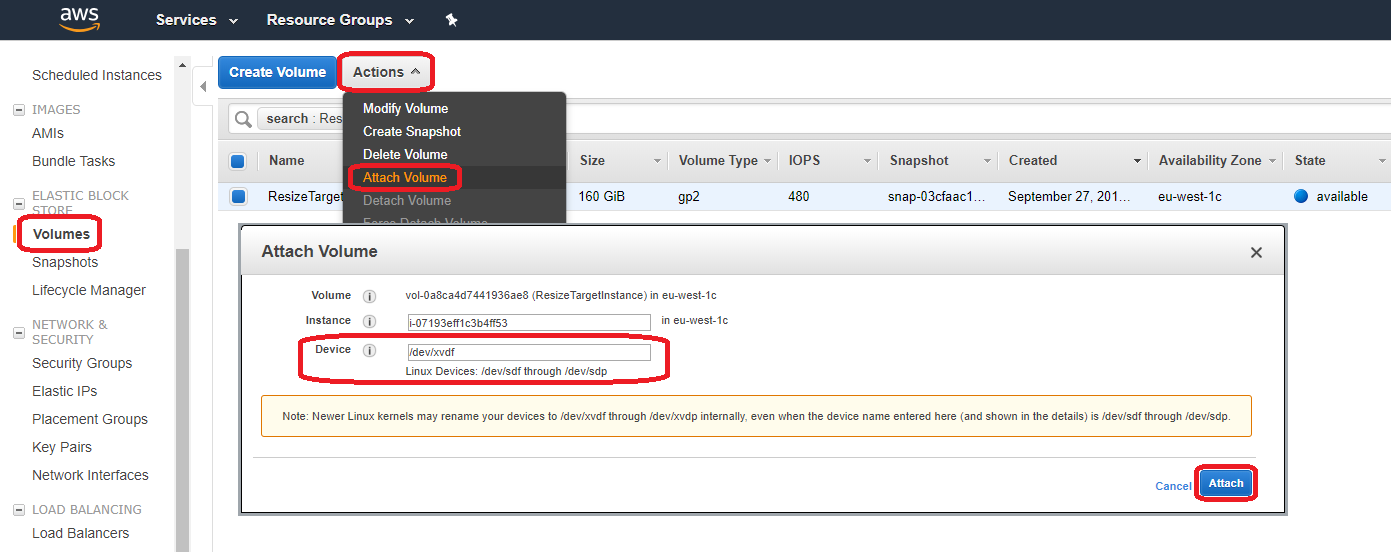 aws
Services
Resource Groups
Scheduled Instances
IMAGES
AMIs
Bundle Tasks
ELASTIC BLOCK
STORE
Volumes
Snapshots
Lifecycle Manager
NETWORK &
SECURITY
Security Groups
Elastic IPs
Placement Groups
Key Pairs
Network Interfaces
LOAD BALANCING
Load Balancers
Create Volume
Actions
search : Res
Modify Volume
Create Snapshot
Delete Volume
Attach Volume
Detach Volume
Force Detach Volume
Name Size Volume Type IOPS Snapshot Created Availability Zone State
ResizeTarget 160 GiB gp2 480 snap-03cfaac1... September 27, 201... eu-west-1c available
Attach Volume
Volume i vol-0a8ca4d7441936ae8 (ResizeTargetInstance) in eu-west-1c
Instance i i-07193eff1c3b4ff53 in eu-west-1c
Device i /dev/xvdf
Linux Devices: /dev/sdf through /dev/sdp
Note: Newer Linux kernels may rename your devices to /dev/xvdf through /dev/xvdp internally, even when the device name entered here (and shown in the details) is /dev/sdf through /dev/sdp.
Cancel Attach